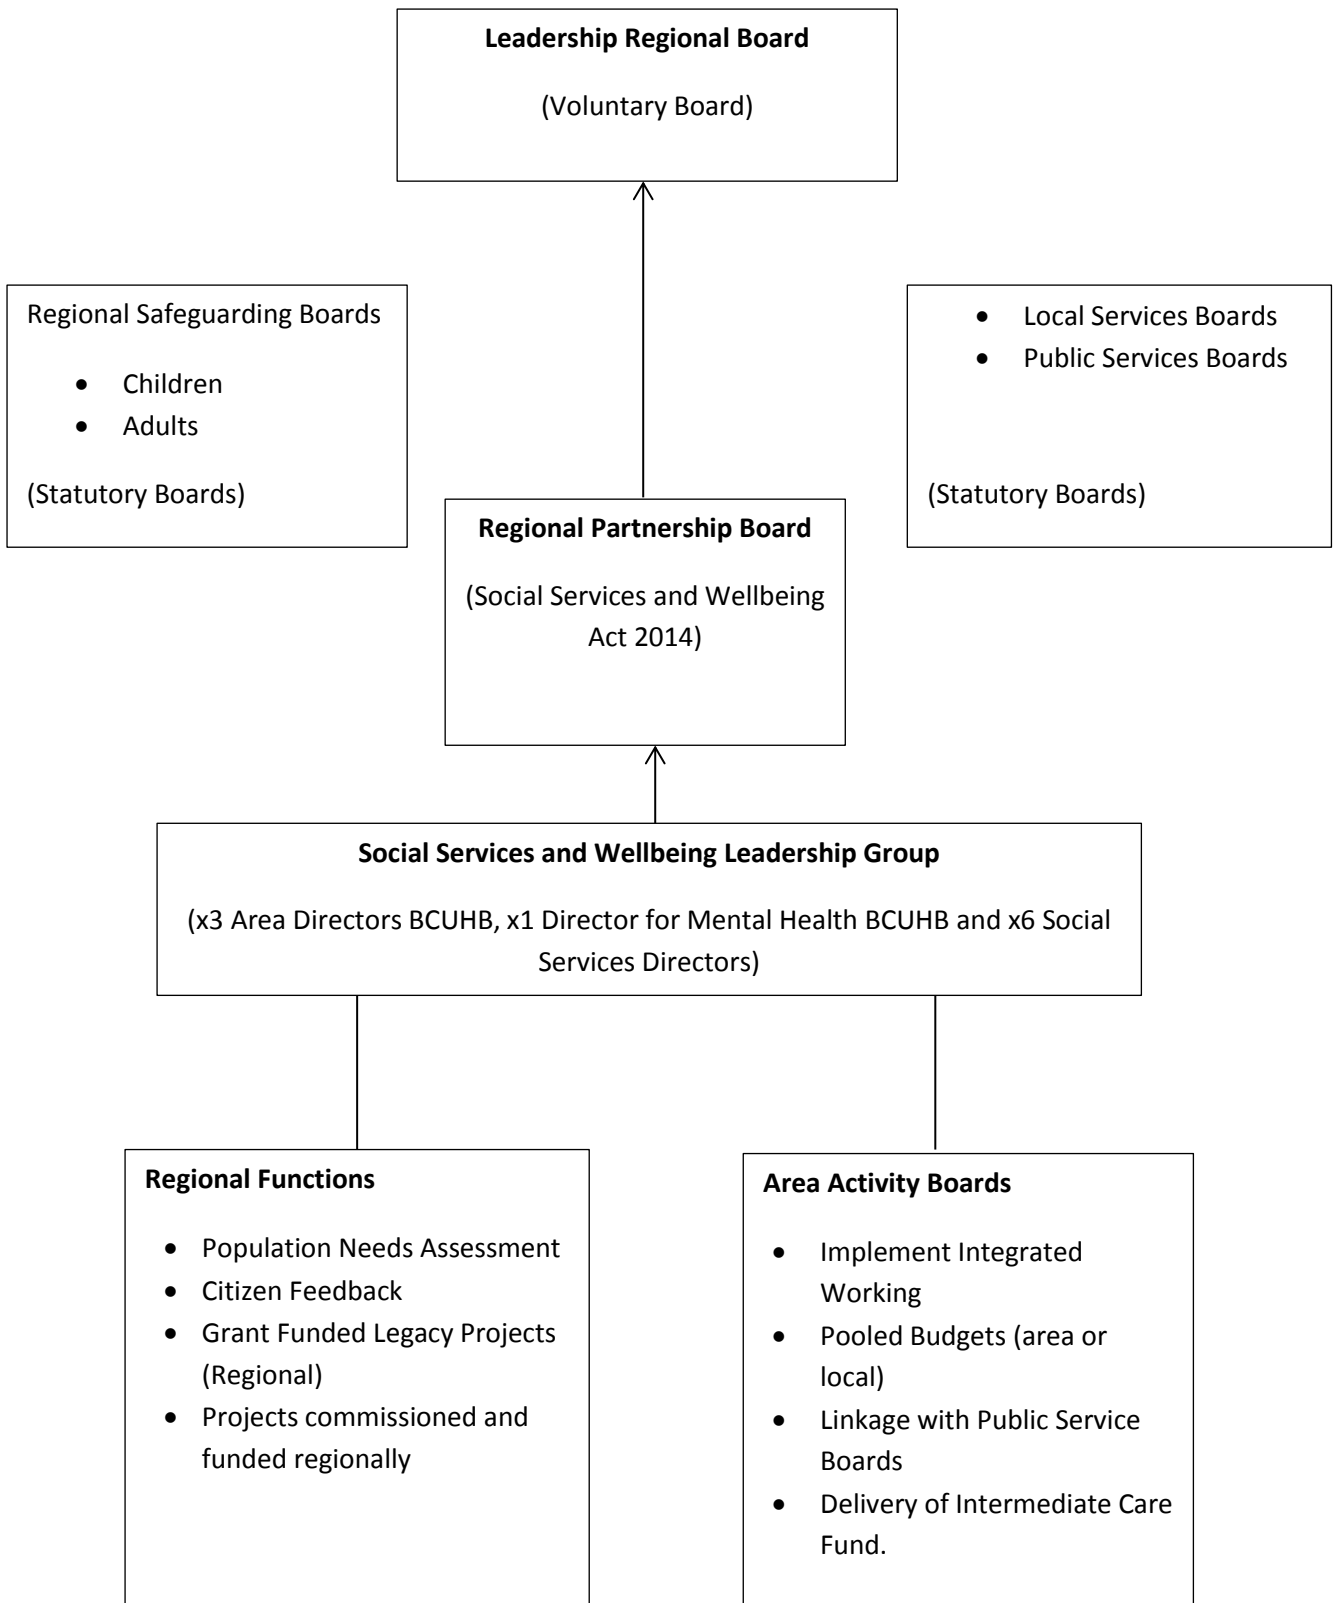 Leadership Regional Board
(Voluntary Board)
Regional Safeguarding Boards
• Children
• Adults
(Statutory Boards)
• Local Services Boards
• Public Services Boards
(Statutory Boards)
Regional Partnership Board
(Social Services and Wellbeing
Act 2014)
Social Services and Wellbeing Leadership Group
(x3 Area Directors BCUHB, x1 Director for Mental Health BCUHB and x6 Social
Services Directors)
Regional Functions
• Population Needs Assessment
• Citizen Feedback
• Grant Funded Legacy Projects
(Regional)
• Projects commissioned and
funded regionally
Area Activity Boards
• Implement Integrated
Working
• Pooled Budgets (area or
local)
• Linkage with Public Service
Boards
• Delivery of Intermediate Care
Fund.